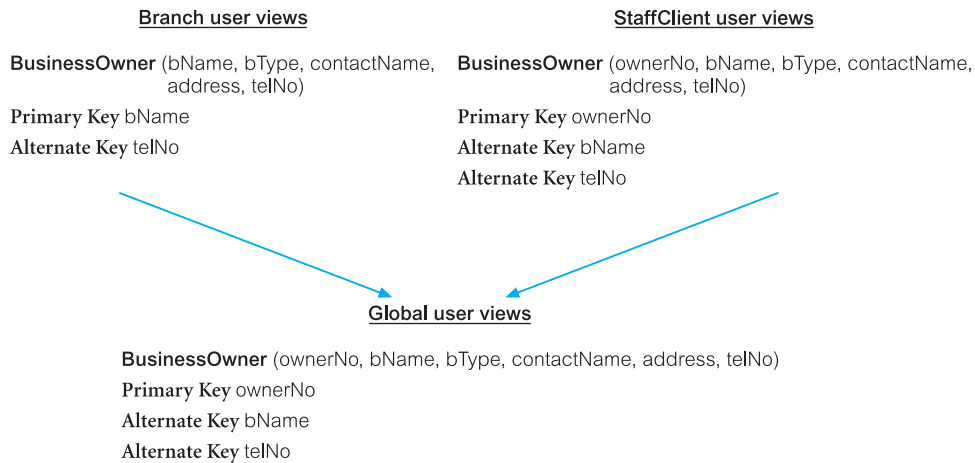 Branch user views
BusinessOwner (bName, bType, contactName,
address, telNo)
Primary Key bName
Alternate Key telNo
StaffClient user views
BusinessOwner (ownerNo, bName, bType, contactName,
address, telNo)
Primary Key ownerNo
Alternate Key bName
Alternate Key telNo
Global user views
BusinessOwner (ownerNo, bName, bType, contactName, address, telNo)
Primary Key ownerNo
Alternate Key bName
Alternate Key telNo